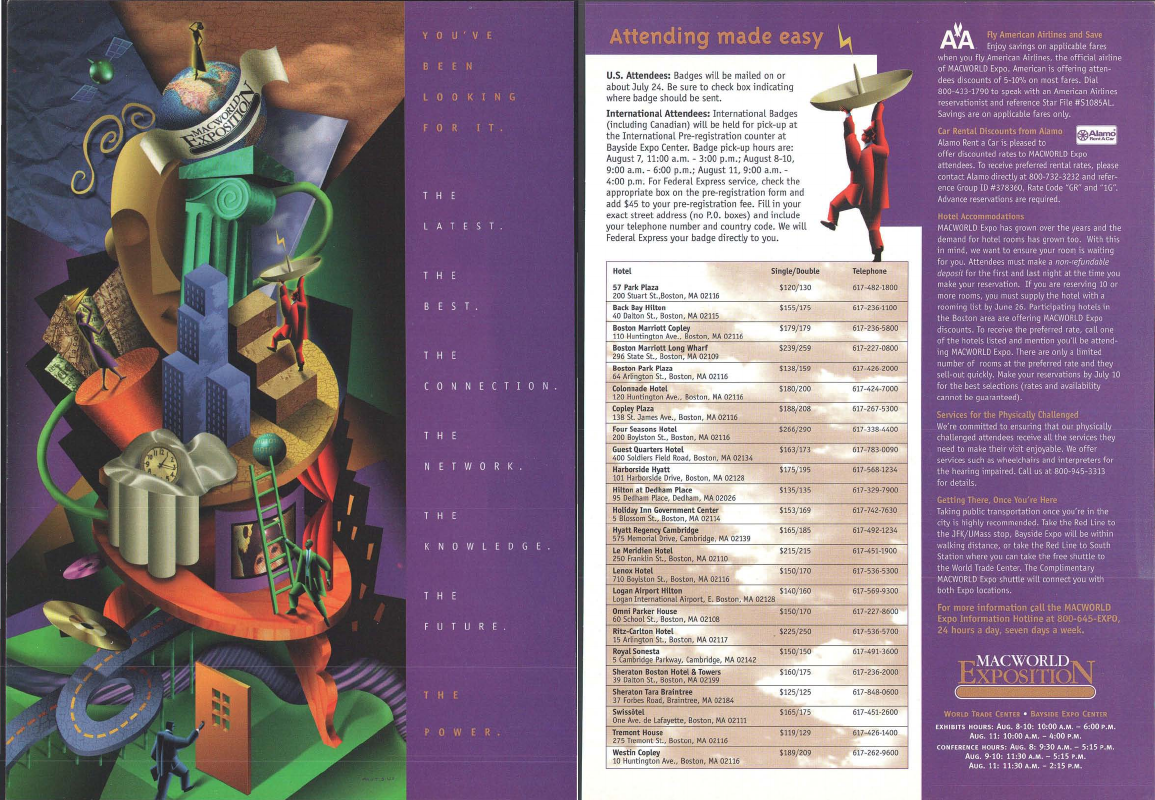 YOU'VE
BEEN
LOOKING
FOR IT.
THE
LATEST.
THE
BEST.
THE
CONNECTION.
THE
NETWORK.
THE
KNOWLEDGE.
THE
FUTURE.
THE
POWER.
MACWORLD
EXPOSITION
Attending made easy
U.S. Attendees: Badges will be mailed on or
about July 24. Be sure to check box indicating
where badge should be sent.
International Attendees: International Badges
(including Canadian) will be held for pick-up at
the International Pre-registration counter at
Bayside Expo Center. Badge pick-up hours are:
August 7, 11:00 a.m. - 3:00 p.m.; August 8-10,
9:00 a.m. - 6:00 p.m.; August 11, 9:00 a.m. -
4:00 p.m. For Federal Express service, check the
appropriate box on the pre-registration form and
add $45 to your pre-registration fee. Fill in your
exact street address (no P.O. boxes) and include
your telephone number and country code. We will
Federal Express your badge directly to you.
Hotel Single/Double Telephone
57 Park Plaza $120/130 617-482-1800
200 Stuart St.,Boston, MA 02116
Back Bay Hilton $155/175 617-236-1100
40 Dalton St., Boston, MA 02115
Boston Marriott Copley $179/179 617-236-5800
110 Huntington Ave., Boston, MA 02116
Boston Marriott Long Wharf $239/259 617-227-0800
296 State St., Boston, MA 02109
Boston Park Plaza $138/159 617-426-2000
64 Arlington St., Boston, MA 02116
Colonnade Hotel $180/200 617-424-7000
120 Huntington Ave., Boston, MA 02116
Copley Plaza $188/208 617-267-5300
138 St. James Ave., Boston, MA 02116
Four Seasons Hotel $266/290 617-338-4400
200 Boylston St., Boston, MA 02116
Guest Quarters Hotel $163/173 617-783-0090
400 Soldiers Field Road, Boston, MA 02134
Harborside Hyatt $175/195 617-568-1234
101 Harborside Drive, Boston, MA 02128
Hilton at Dedham Place $135/135 617-329-7900
95 Dedham Place, Dedham, MA 02026
Holiday Inn Government Center $153/169 617-742-7630
5 Blossom St., Boston, MA 02114
Hyatt Regency Cambridge $165/185 617-492-1234
575 Memorial Drive, Cambridge, MA 02139
Le Meridien Hotel $215/215 617-451-1900
250 Franklin St., Boston, MA 02110
Lenox Hotel $150/170 617-536-5300
710 Boylston St., Boston, MA 02116
Logan Airport Hilton $140/160 617-569-9300
Logan International Airport, E. Boston, MA 02128
Omni Parker House $150/170 617-227-8600
60 School St., Boston, MA 02108
Ritz-Carlton Hotel $225/250 617-536-5700
15 Arlington St., Boston, MA 02117
Royal Sonesta $150/150 617-491-3600
5 Cambridge Parkway, Cambridge, MA 02142
Sheraton Boston Hotel & Towers $160/175 617-236-2000
39 Dalton St., Boston, MA 02199
Sheraton Tara Braintree $125/125 617-848-0600
37 Forbes Road, Braintree, MA 02184
Swissôtel $165/175 617-451-2600
One Ave. de Lafayette, Boston, MA 02111
Tremont House $119/129 617-426-1400
275 Tremont St., Boston, MA 02116
Westin Copley $189/209 617-262-9600
10 Huntington Ave., Boston, MA 02116
AA
Fly American Airlines and Save
Enjoy savings on applicable fares
when you fly American Airlines, the official airline
of MACWORLD Expo. American is offering atten-
dees discounts of 5-10% on most fares. Dial
800-433-1790 to speak with an American Airlines
reservationist and reference Star File #S1085AL.
Savings are on applicable fares only.
Car Rental Discounts from Alamo
Alamo
Rent A Car
Alamo Rent a Car is pleased to
offer discounted rates to MACWORLD Expo
attendees. To receive preferred rental rates, please
contact Alamo directly at 800-732-3232 and refer-
ence Group ID #378360, Rate Code "GR" and "1G".
Advance reservations are required.
Hotel Accommodations
MACWORLD Expo has grown over the years and the
demand for hotel rooms has grown too. With this
in mind, we want to ensure your room is waiting
for you. Attendees must make a non-refundable
deposit for the first and last night at the time you
make your reservation. If you are reserving 10 or
more rooms, you must supply the hotel with a
rooming list by June 26. Participating hotels in
the Boston area are offering MACWORLD Expo
discounts. To receive the preferred rate, call one
of the hotels listed and mention you'll be attend-
ing MACWORLD Expo. There are only a limited
number of rooms at the preferred rate and they
sell-out quickly. Make your reservations by July 10
for the best selections (rates and availability
cannot be guaranteed).
Services for the Physically Challenged
We're committed to ensuring that our physically
challenged attendees receive all the services they
need to make their visit enjoyable. We offer
services such as wheelchairs and interpreters for
the hearing impaired. Call us at 800-945-3313
for details.
Getting There, Once You're Here
Taking public transportation once you're in the
city is highly recommended. Take the Red Line to
the JFK/UMass stop, Bayside Expo will be within
walking distance, or take the Red Line to South
Station where you can take the free shuttle to
the World Trade Center. The Complimentary
MACWORLD Expo shuttle will connect you with
both Expo locations.
For more information call the MACWORLD
Expo Information Hotline at 800-645-EXPO,
24 hours a day, seven days a week.
MACWORLD
EXPOSITION
WORLD TRADE CENTER • BAYSIDE EXPO CENTER
EXHIBITS HOURS: AUG. 8-10: 10:00 A.M. – 6:00 P.M.
AUG. 11: 10:00 A.M. – 4:00 P.M.
CONFERENCE HOURS: AUG. 8: 9:30 A.M. – 5:15 P.M.
AUG. 9-10: 11:30 A.M. – 5:15 P.M.
AUG. 11: 11:30 A.M. – 2:15 P.M.